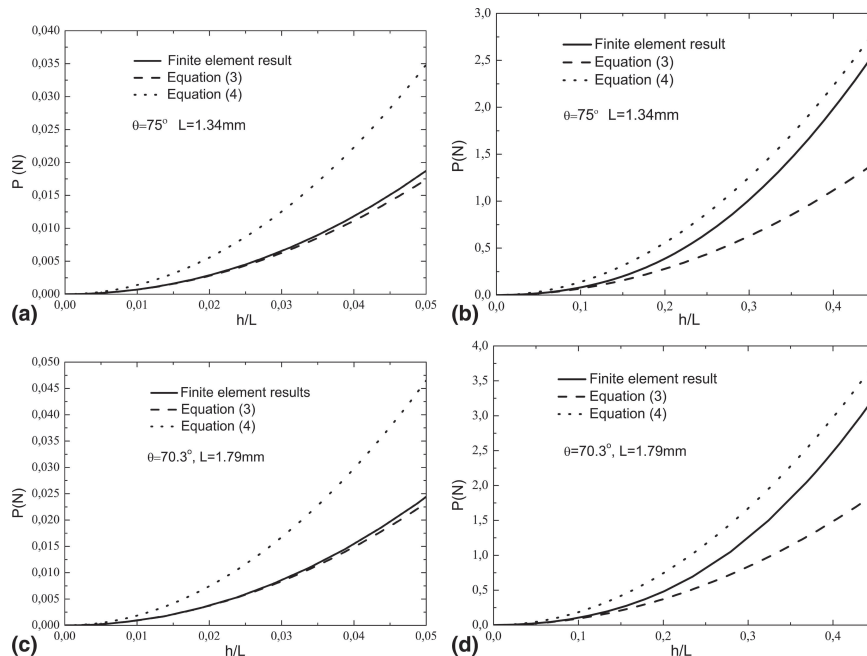 0,040
0,035
0,030
0,025
0,020
0,015
0,010
0,005
0,000
P (N)
Finite element result
Equation (3)
Equation (4)
θ=75° L=1.34mm
0,00 0,01 0,02 0,03 0,04 0,05
h/L
(a)
3,0
2,5
2,0
1,5
1,0
0,5
0,0
P(N)
Finite element result
Equation (3)
Equation (4)
θ=75° L=1.34mm
0,0 0,1 0,2 0,3 0,4
h/L
(b)
0,050
0,045
0,040
0,035
0,030
0,025
0,020
0,015
0,010
0,005
0,000
P(N)
Finite element results
Equation (3)
Equation (4)
θ=70.3°, L=1.79mm
0,00 0,01 0,02 0,03 0,04 0,05
h/L
(c)
4,0
3,5
3,0
2,5
2,0
1,5
1,0
0,5
0,0
P(N)
Finite element result
Equation (3)
Equation (4)
θ=70.3°, L=1.79mm
0,0 0,1 0,2 0,3 0,4
h/L
(d)